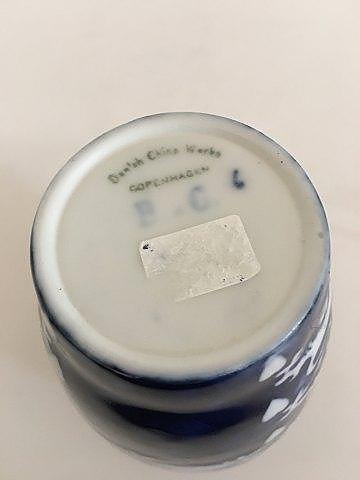 Danish China Works
COPENHAGEN
B. C. 6